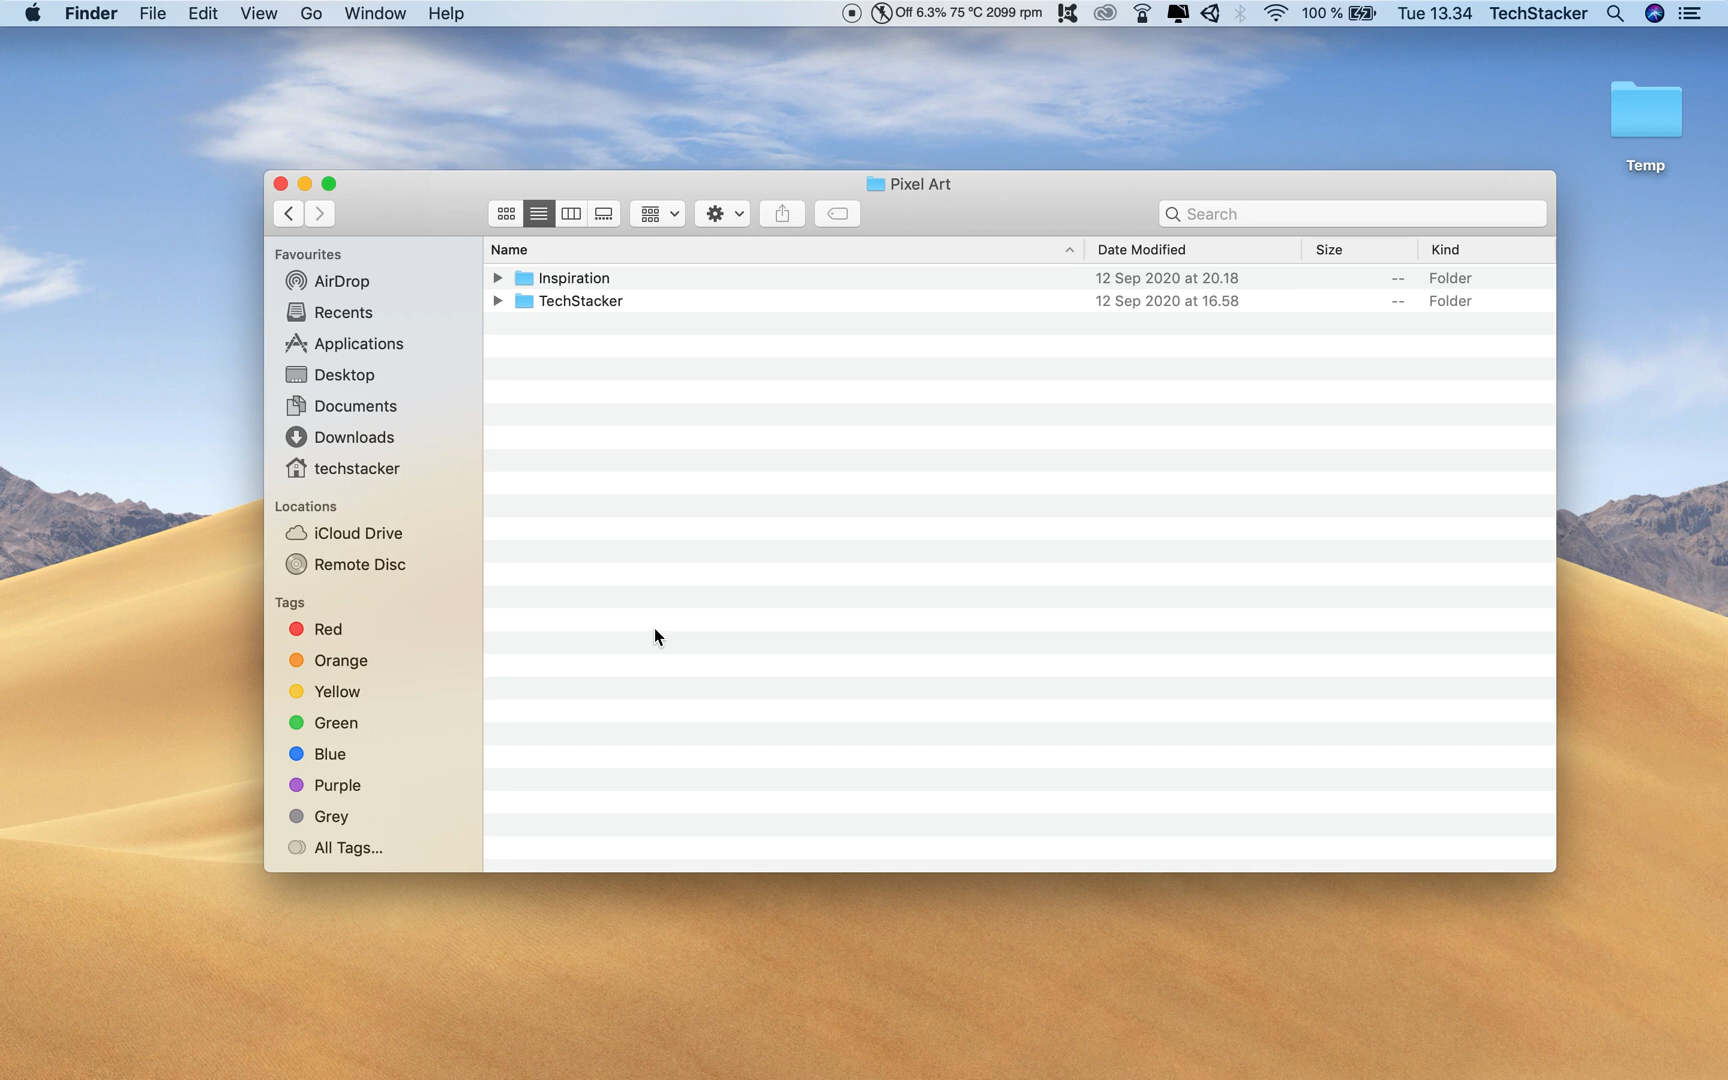 Finder File Edit View Go Window Help Off 6.3% 75 °C 2099 rpm 100 % Tue 13.34 TechStacker
Temp
Pixel Art
Search
Favourites
AirDrop
Recents
Applications
Desktop
Documents
Downloads
techstacker
Locations
iCloud Drive
Remote Disc
Tags
Red
Orange
Yellow
Green
Blue
Purple
Grey
All Tags...
Name Date Modified Size Kind
Inspiration 12 Sep 2020 at 20.18 -- Folder
TechStacker 12 Sep 2020 at 16.58 -- Folder